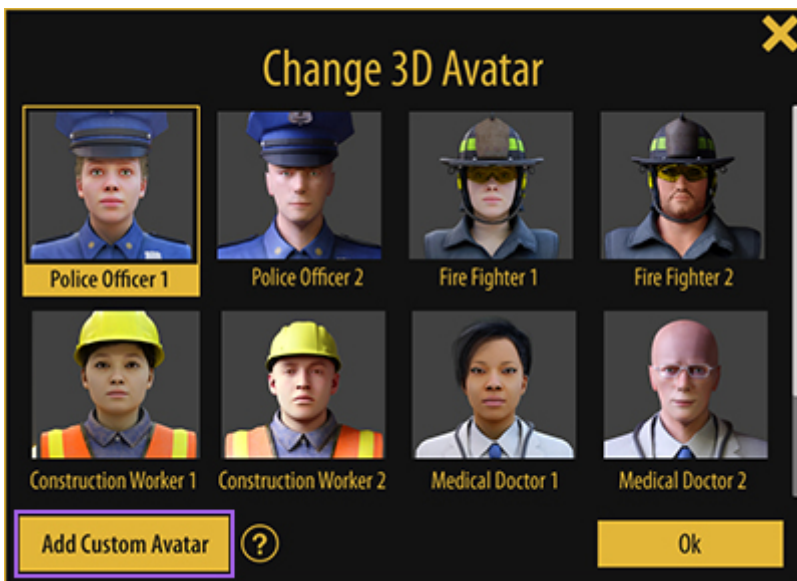 Change 3D Avatar
Police Officer 1
Police Officer 2
Fire Fighter 1
Fire Fighter 2
Construction Worker 1
Construction Worker 2
Medical Doctor 1
Medical Doctor 2
Add Custom Avatar
?
Ok